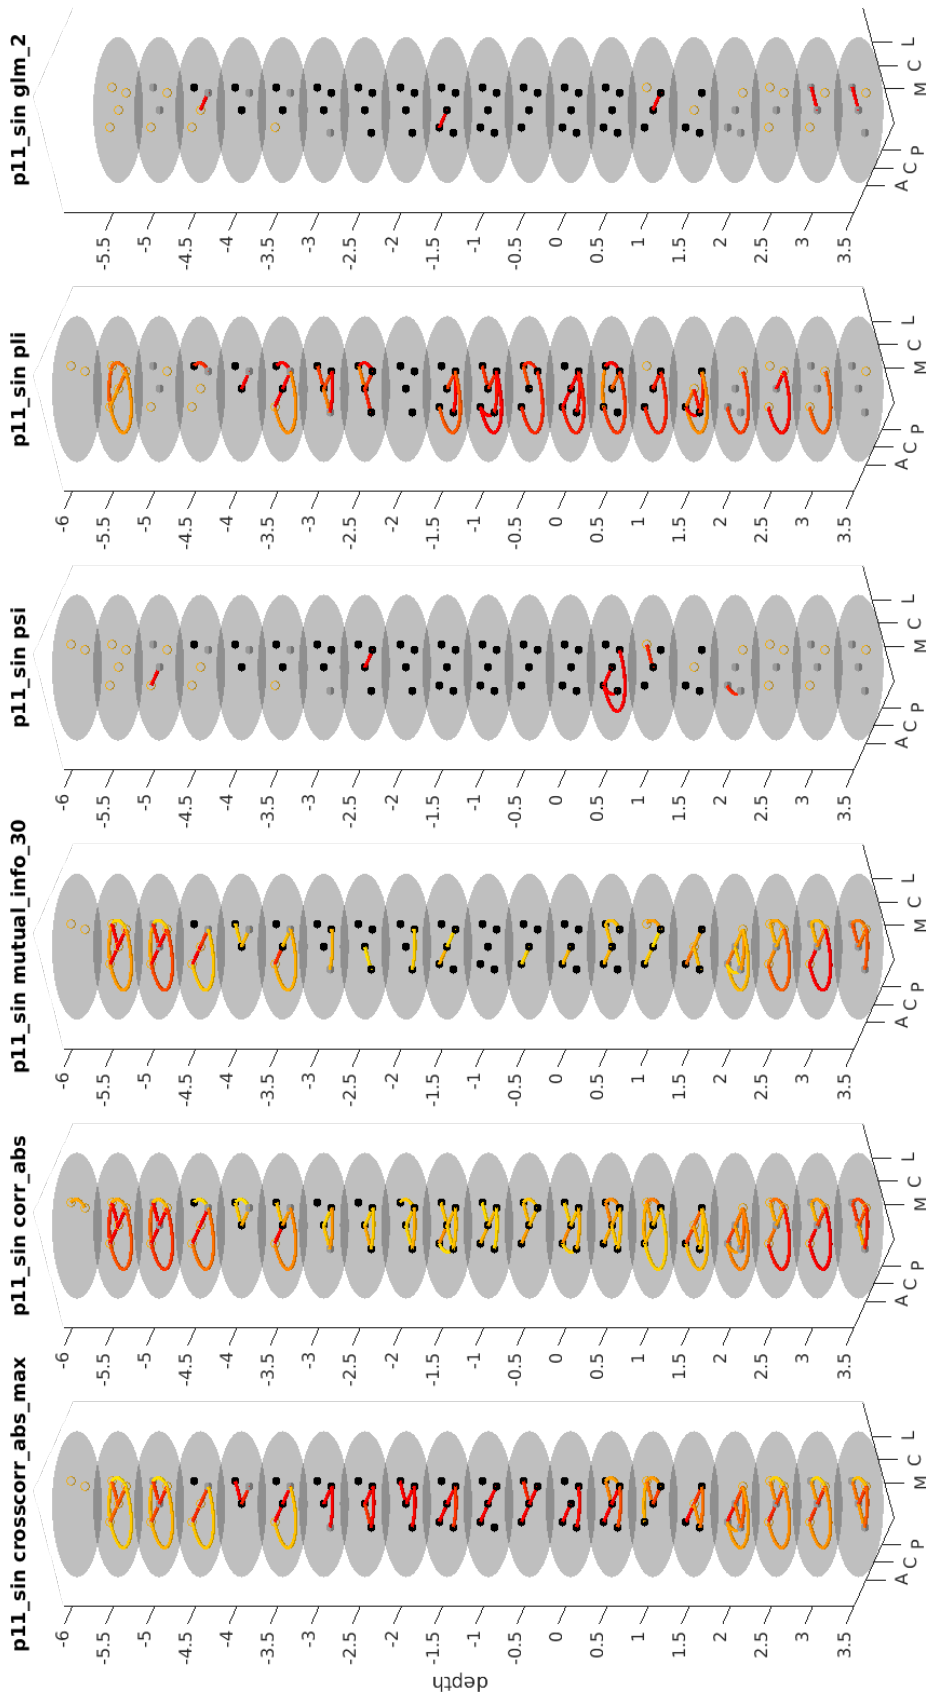 p11_sin crosscorr_abs_max
-6
-5.5
-5
-4.5
-4
-3.5
-3
-2.5
-2
-1.5
-1
-0.5
0
0.5
1
1.5
2
2.5
3
3.5
depth
A
C
P
M
C
L
p11_sin corr_abs
-6
-5.5
-5
-4.5
-4
-3.5
-3
-2.5
-2
-1.5
-1
-0.5
0
0.5
1
1.5
2
2.5
3
3.5
A
C
P
M
C
L
p11_sin mutual_info_30
-6
-5.5
-5
-4.5
-4
-3.5
-3
-2.5
-2
-1.5
-1
-0.5
0
0.5
1
1.5
2
2.5
3
3.5
A
C
P
M
C
L
p11_sin psi
-6
-5.5
-5
-4.5
-4
-3.5
-3
-2.5
-2
-1.5
-1
-0.5
0
0.5
1
1.5
2
2.5
3
3.5
A
C
P
M
C
L
p11_sin pli
-6
-5.5
-5
-4.5
-4
-3.5
-3
-2.5
-2
-1.5
-1
-0.5
0
0.5
1
1.5
2
2.5
3
3.5
A
C
P
M
C
L
p11_sin glm_2
-5.5
-5
-4.5
-4
-3.5
-3
-2.5
-2
-1.5
-1
-0.5
0
0.5
1
1.5
2
2.5
3
3.5
A
C
P
M
C
L